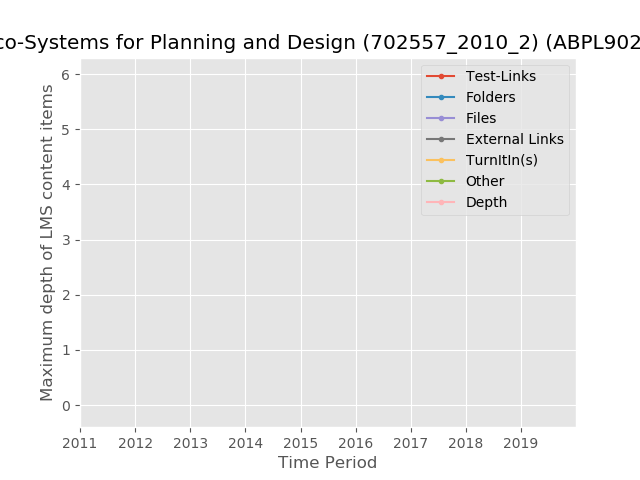 co-Systems for Planning and Design (702557_2010_2) (ABPL902
6
5
4
3
2
1
0
Maximum depth of LMS content items
Test-Links
Folders
Files
External Links
TurnItIn(s)
Other
Depth
2011 2012 2013 2014 2015 2016 2017 2018 2019
Time Period